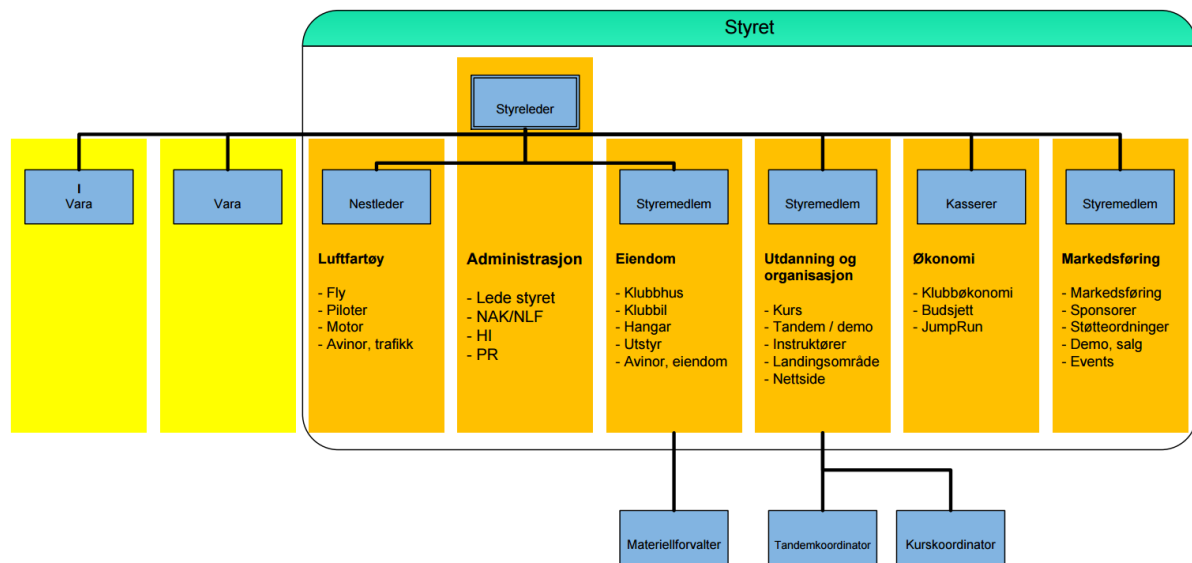 Styret
Styreleder
I
Vara
Vara
Nestleder
Styremedlem
Styremedlem
Kasserer
Styremedlem
Luftfartøy
- Fly
- Piloter
- Motor
- Avinor, trafikk
Administrasjon
- Lede styret
- NAK/NLF
- HI
- PR
Eiendom
- Klubbhus
- Klubbil
- Hangar
- Utstyr
- Avinor, eiendom
Utdanning og
organisasjon
- Kurs
- Tandem / demo
- Instruktører
- Landingsområde
- Nettside
Økonomi
- Klubbøkonomi
- Budsjett
- JumpRun
Markedsføring
- Markedsføring
- Sponsorer
- Støtteordninger
- Demo, salg
- Events
Materiellforvalter
Tandemkoordinator
Kurskoordinator